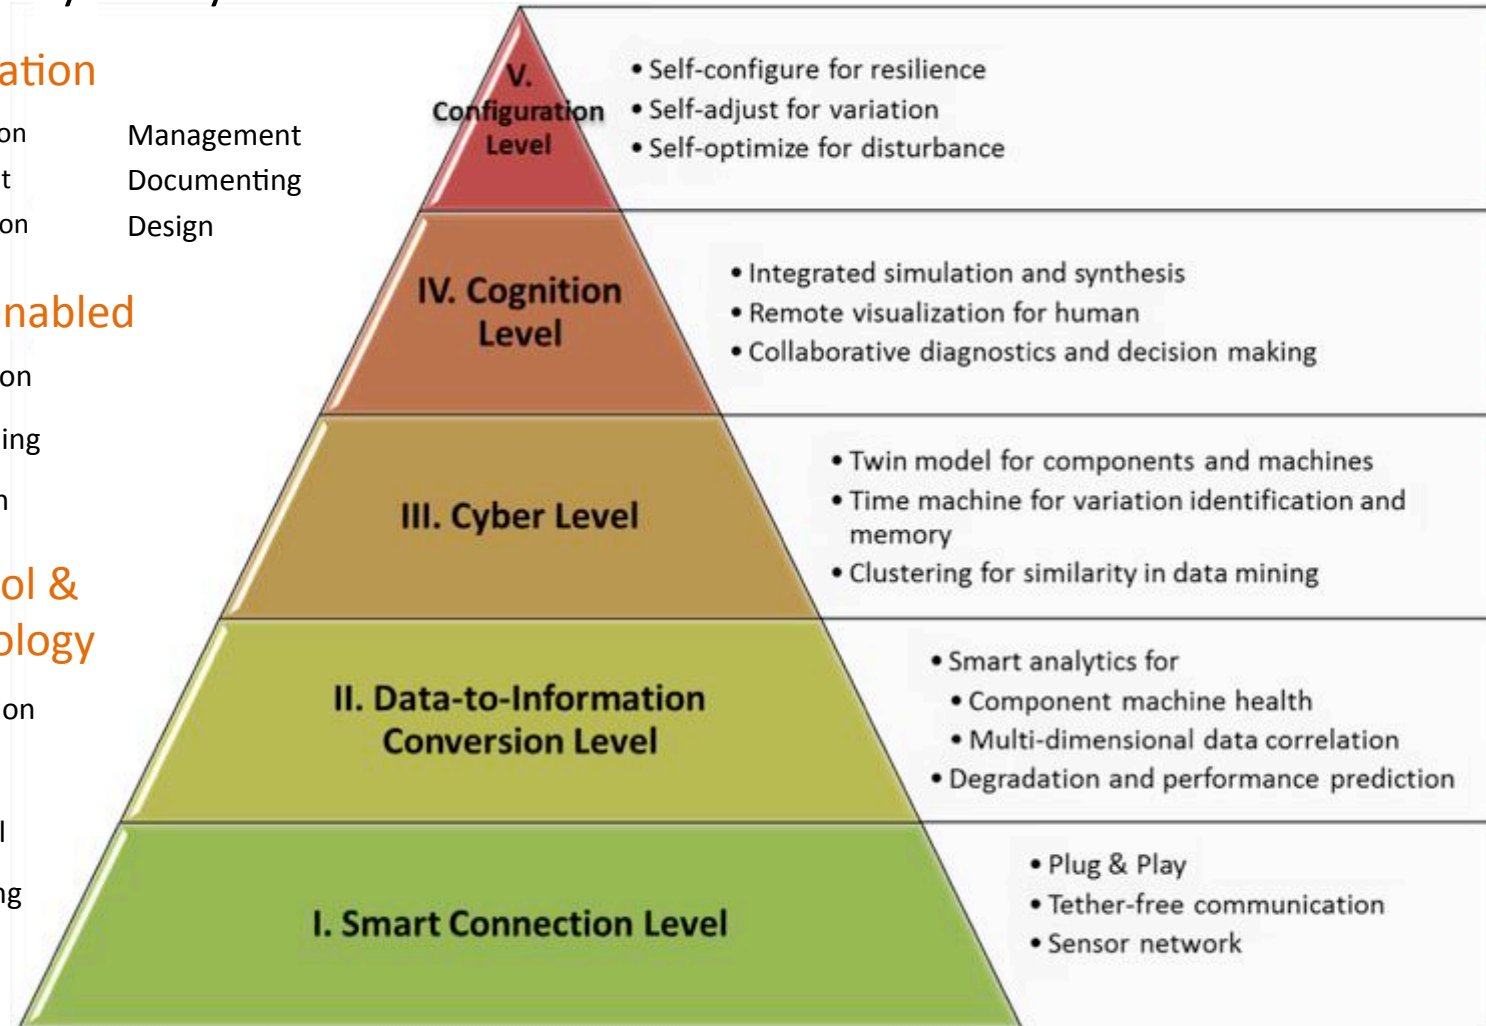 Management
Documenting
Design
V.
Configuration
Level
• Self-configure for resilience
• Self-adjust for variation
• Self-optimize for disturbance
IV. Cognition
Level
• Integrated simulation and synthesis
• Remote visualization for human
• Collaborative diagnostics and decision making
III. Cyber Level
• Twin model for components and machines
• Time machine for variation identification and
memory
• Clustering for similarity in data mining
II. Data-to-Information
Conversion Level
• Smart analytics for
• Component machine health
• Multi-dimensional data correlation
• Degradation and performance prediction
I. Smart Connection Level
• Plug & Play
• Tether-free communication
• Sensor network
ation
on
t
on
nabled
on
ing
ol &
ology
on
l
ng